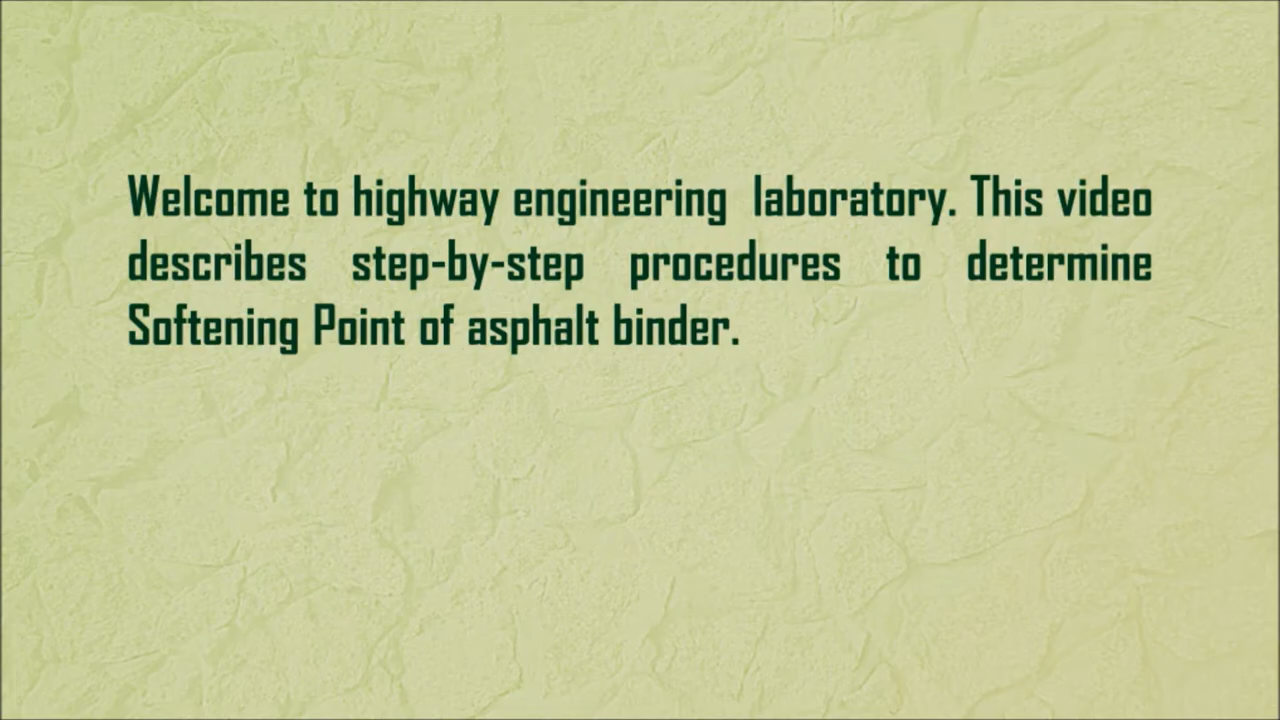 Welcome to highway engineering laboratory. This video
describes step-by-step procedures to determine
Softening Point of asphalt binder.